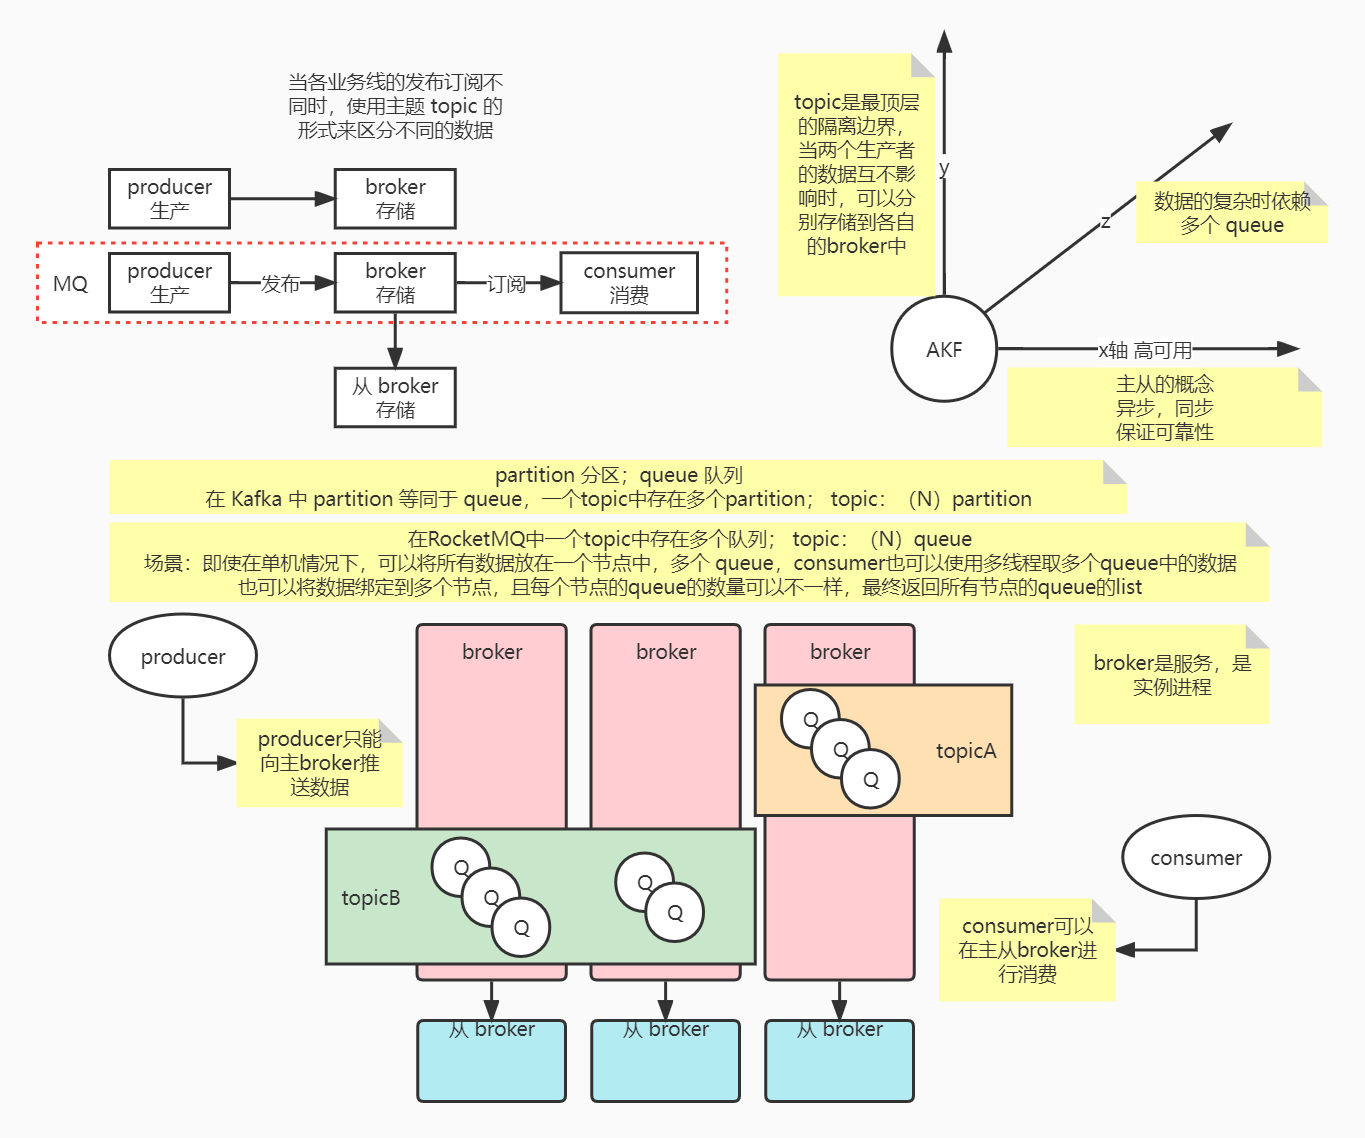 当各业务线的发布订阅不
同时，使用主题 topic 的
形式来区分不同的数据
producer
生产
broker
存储
MQ
producer
生产
发布
broker
存储
订阅
consumer
消费
从 broker
存储
topic是最顶层
的隔离边界，
当两个生产者
的数据互不影
响时，可以分
别存储到各自
的broker中
y
z
数据的复杂时依赖
多个 queue
AKF
x轴 高可用
主从的概念
异步，同步
保证可靠性
partition 分区；queue 队列
在 Kafka 中 partition 等同于 queue，一个topic中存在多个partition； topic：（N）partition
在RocketMQ中一个topic中存在多个队列； topic：（N）queue
场景：即使在单机情况下，可以将所有数据放在一个节点中，多个 queue，consumer也可以使用多线程取多个queue中的数据
也可以将数据绑定到多个节点，且每个节点的queue的数量可以不一样，最终返回所有节点的queue的list
producer
producer只能
向主broker推
送数据
broker
broker
broker
broker是服务，是
实例进程
Q
Q
Q
topicA
topicB
Q
Q
Q
Q
Q
consumer
consumer可以
在主从broker进
行消费
从 broker
从 broker
从 broker